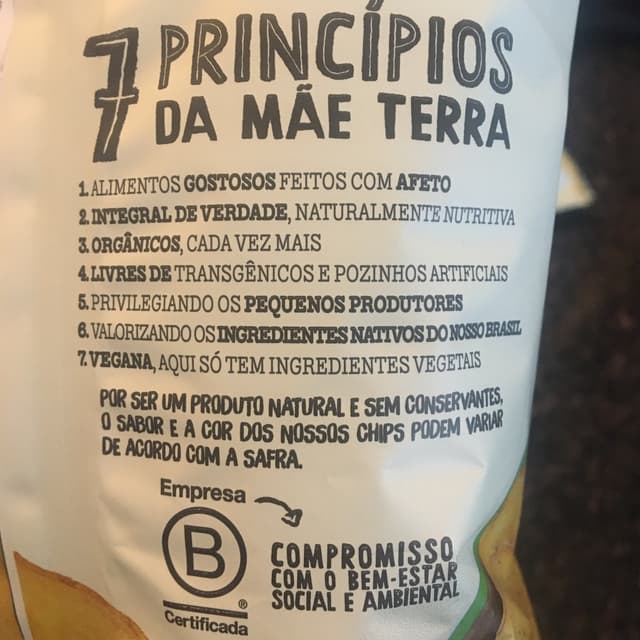 7 PRINCÍPIOS
DA MÃE TERRA
1. ALIMENTOS GOSTOSOS FEITOS COM AFETO
2. INTEGRAL DE VERDADE, NATURALMENTE NUTRITIVA
3. ORGÂNICOS, CADA VEZ MAIS
4. LIVRES DE TRANSGÊNICOS E POZINHOS ARTIFICIAIS
5. PRIVILEGIANDO OS PEQUENOS PRODUTORES
6. VALORIZANDO OS INGREDIENTES NATIVOS DO NOSSO BRASIL
7. VEGANA, AQUI SÓ TEM INGREDIENTES VEGETAIS
POR SER UM PRODUTO NATURAL E SEM CONSERVANTES,
O SABOR E A COR DOS NOSSOS CHIPS PODEM VARIAR
DE ACORDO COM A SAFRA.
Empresa
B
®
Certificada
COMPROMISSO
COM O BEM-ESTAR
SOCIAL E AMBIENTAL